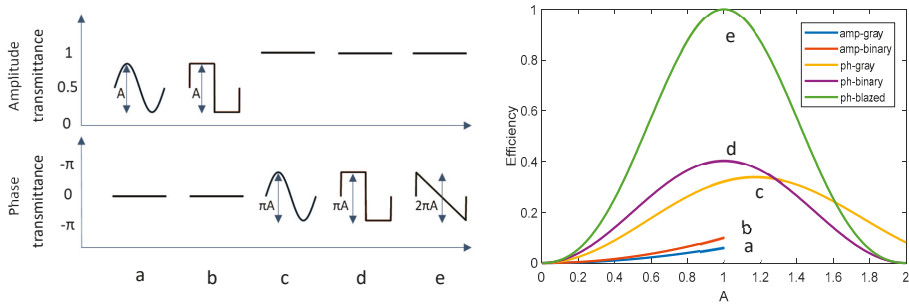 Amplitude
transmittance
1
0.5
0
A
A
Phase
transmittance
-π
0
-π
πA
πA
2πA
a b c d e
Efficiency
1
0.8
0.6
0.4
0.2
0
0 0.2 0.4 0.6 0.8 1 1.2 1.4 1.6 1.8 2
A
e
d
c
b
a
amp-gray
amp-binary
ph-gray
ph-binary
ph-blazed